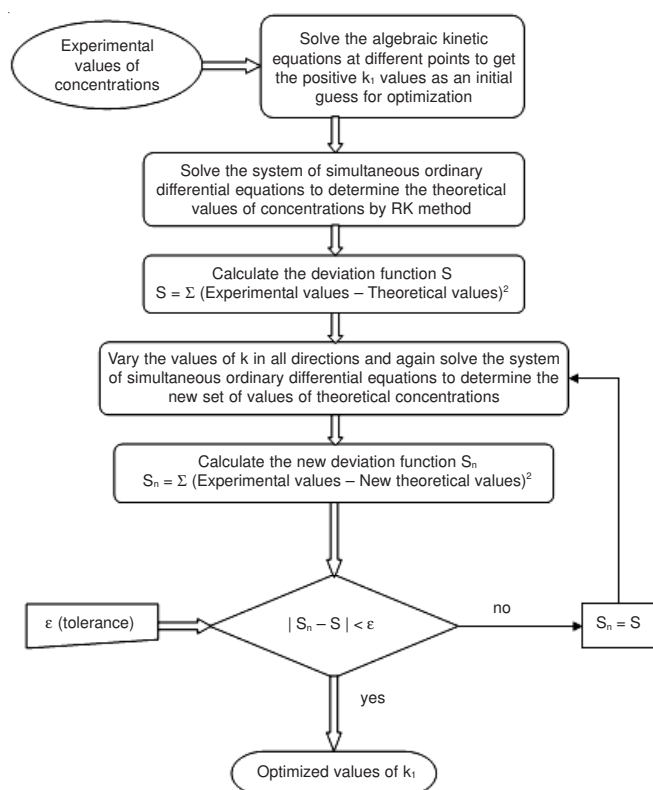 Experimental
values of
concentrations
Solve the algebraic kinetic
equations at different points to get
the positive k₁ values as an initial
guess for optimization
Solve the system of simultaneous ordinary
differential equations to determine the theoretical
values of concentrations by RK method
Calculate the deviation function S
S = Σ (Experimental values – Theoretical values)²
Vary the values of k in all directions and again solve the system
of simultaneous ordinary differential equations to determine the
new set of values of theoretical concentrations
Calculate the new deviation function Sₙ
Sₙ = Σ (Experimental values – New theoretical values)²
ε (tolerance)
| Sₙ – S | < ε
no
Sₙ = S
yes
Optimized values of k₁